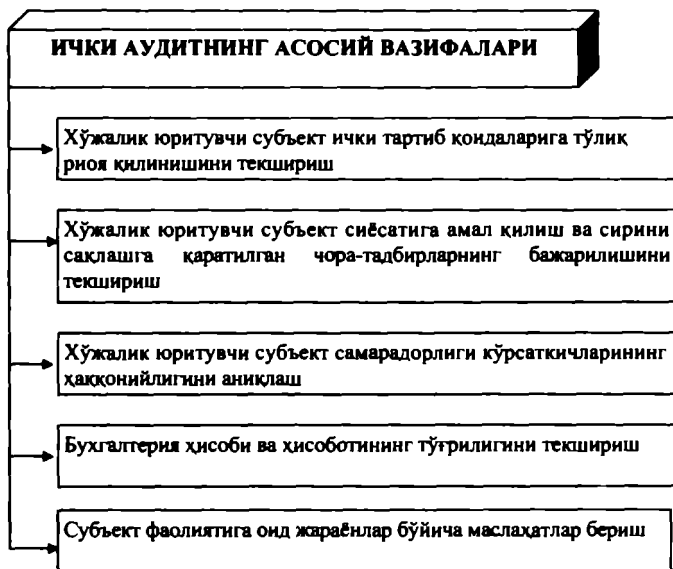 ИЧКИ АУДИТНИНГ АСОСИЙ ВАЗИФАЛАРИ
Хўжалик юритувчи субъект ички тартиб қоидаларига тўлиқ
риоя қилинишини текшириш
Хўжалик юритувчи субъект сиёсатига амал қилиш ва сирини
сақлашга қаратилган чора-тадбирларнинг бажарилишини
текшириш
Хўжалик юритувчи субъект самарадорлиги кўрсаткичларининг
ҳаққонийлигини аниқлаш
Бухгалтерия ҳисоби ва ҳисоботининг тўғрилигини текшириш
Субъект фаолиятига оид жараёнлар бўйича маслаҳатлар бериш